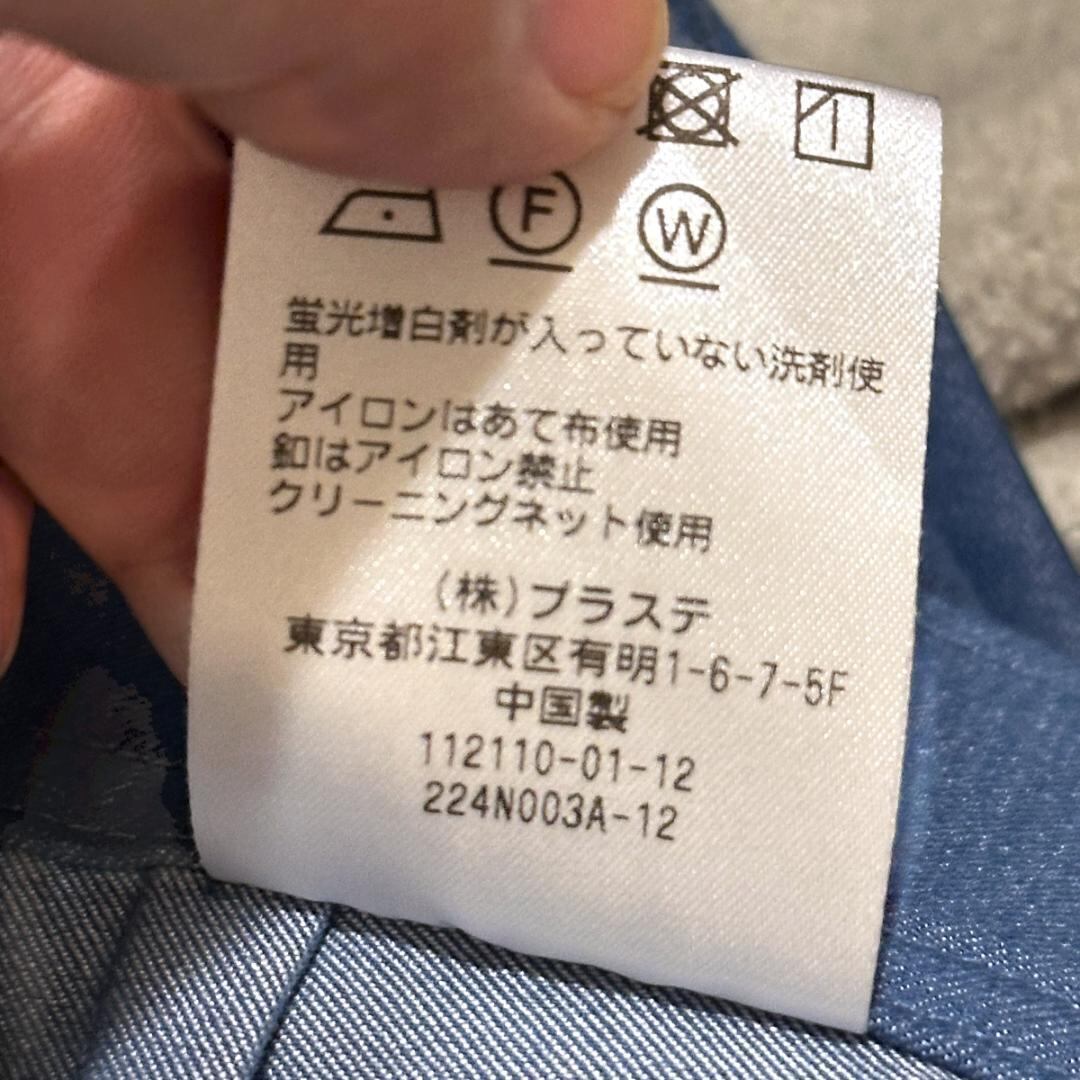 F W
蛍光増白剤が入っていない洗剤使
用
アイロンはあて布使用
釦はアイロン禁止
クリーニングネット使用
(株)プラステ
東京都江東区有明1-6-7-5F
中国製
112110-01-12
224N003A-12